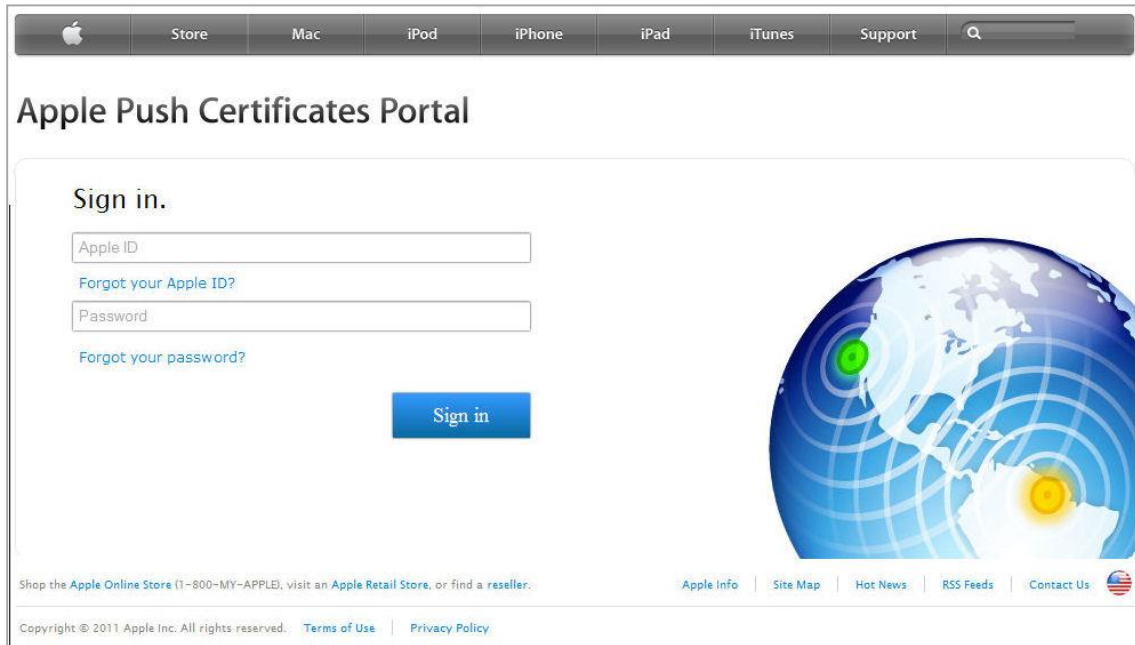 Store Mac iPod iPhone iPad iTunes Support
Apple Push Certificates Portal
Sign in.
Apple ID
Forgot your Apple ID?
Password
Forgot your password?
Sign in
Shop the Apple Online Store (1-800-MY-APPLE), visit an Apple Retail Store, or find a reseller. Apple Info Site Map Hot News RSS Feeds Contact Us
Copyright © 2011 Apple Inc. All rights reserved. Terms of Use Privacy Policy